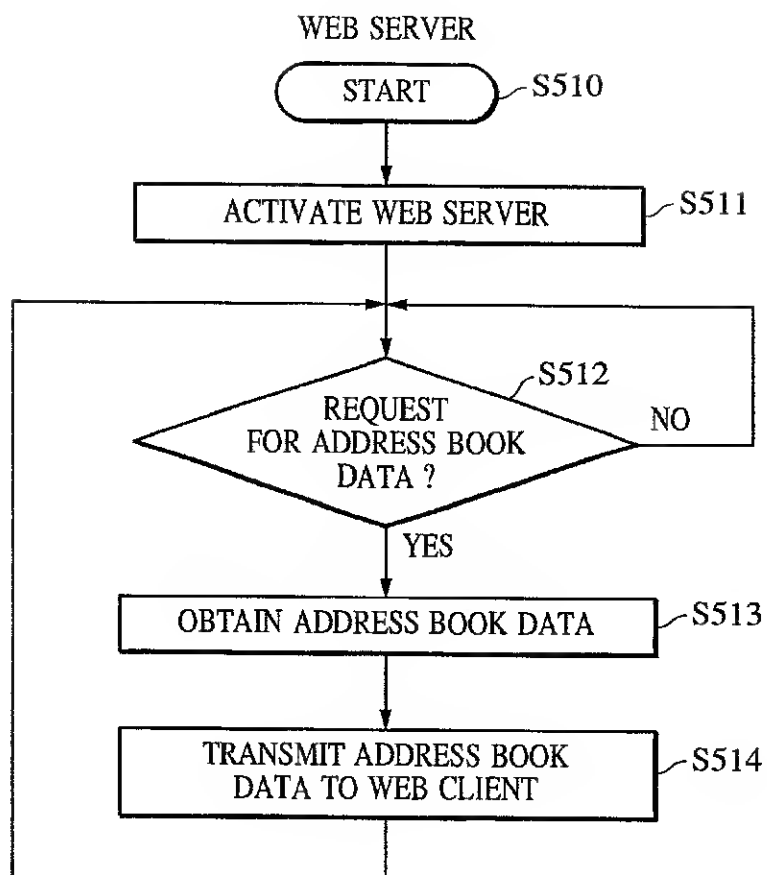 WEB SERVER
START
S510
ACTIVATE WEB SERVER
S511
S512
REQUEST
FOR ADDRESS BOOK
DATA ?
NO
YES
OBTAIN ADDRESS BOOK DATA
S513
TRANSMIT ADDRESS BOOK
DATA TO WEB CLIENT
S514